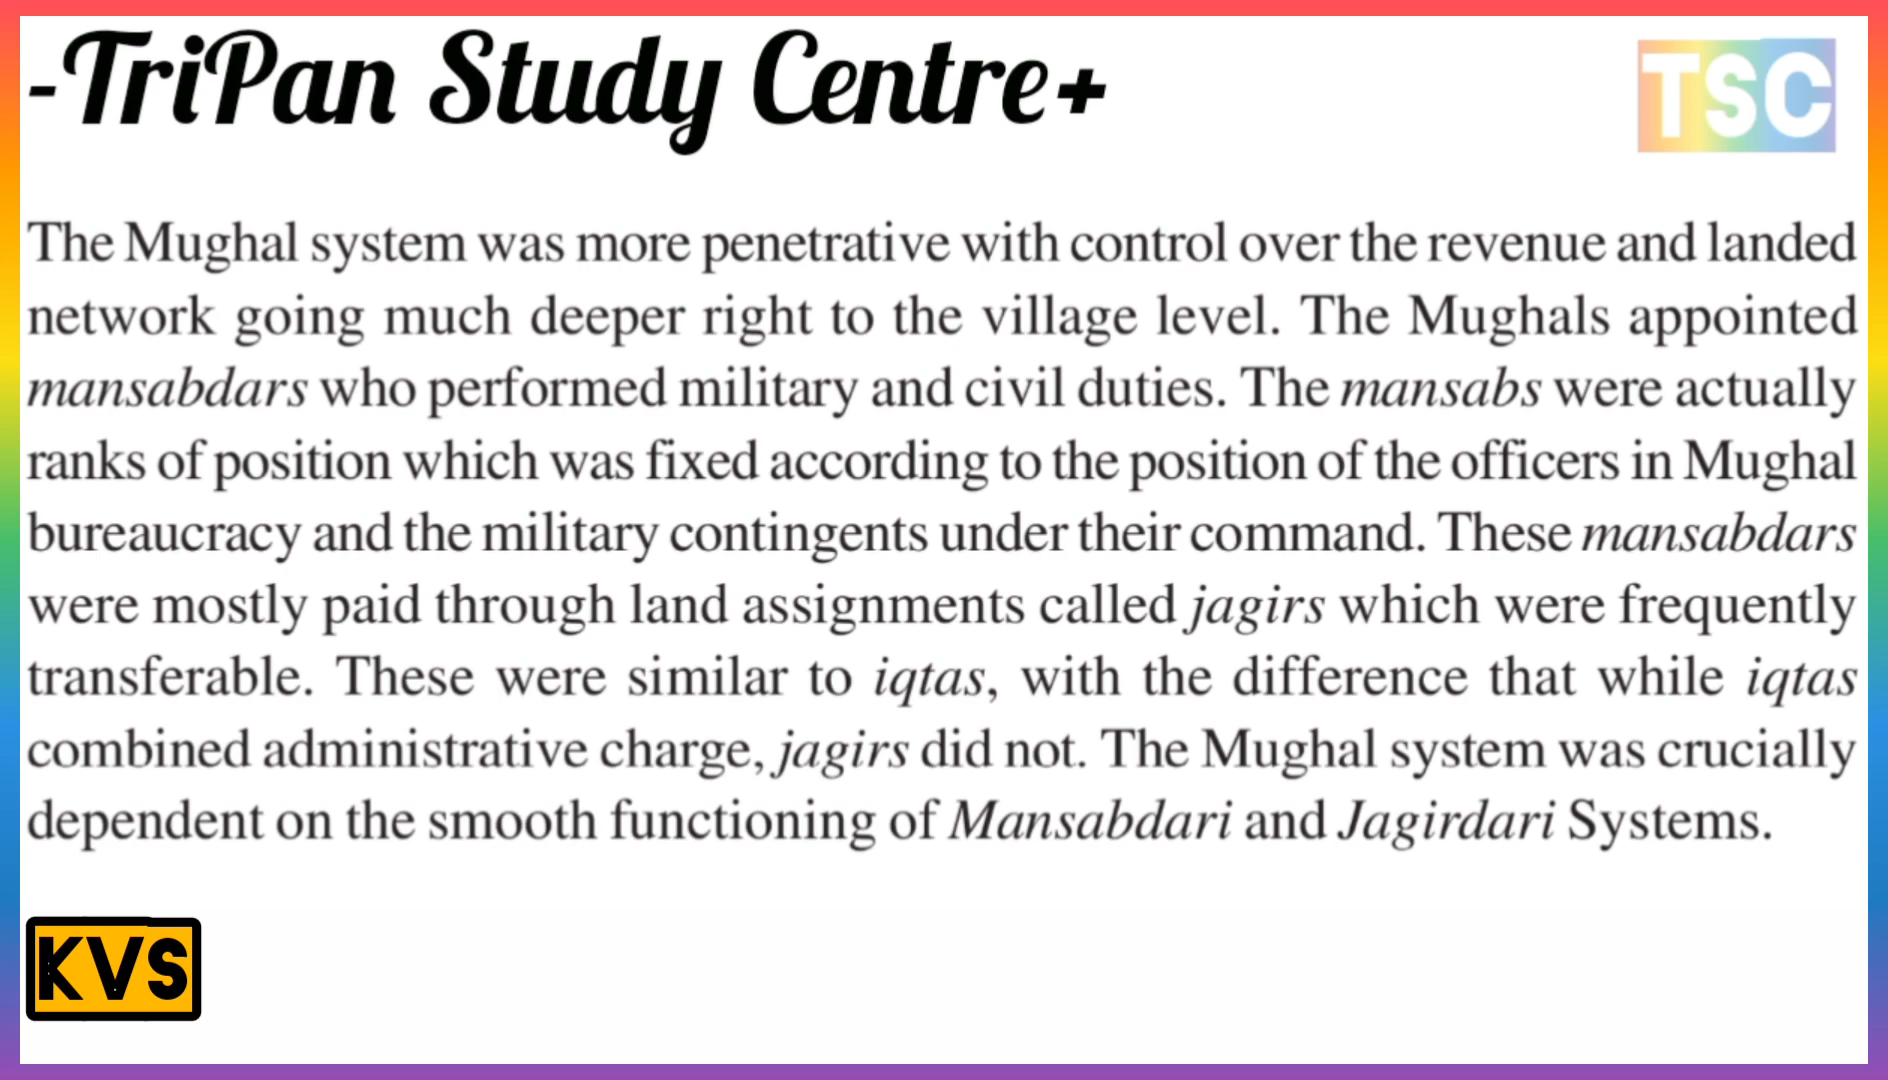 -TriPan Study Centre+
TSC
The Mughal system was more penetrative with control over the revenue and landed
network going much deeper right to the village level. The Mughals appointed
mansabdars who performed military and civil duties. The mansabs were actually
ranks of position which was fixed according to the position of the officers in Mughal
bureaucracy and the military contingents under their command. These mansabdars
were mostly paid through land assignments called jagirs which were frequently
transferable. These were similar to iqtas, with the difference that while iqtas
combined administrative charge, jagirs did not. The Mughal system was crucially
dependent on the smooth functioning of Mansabdari and Jagirdari Systems.
KVS